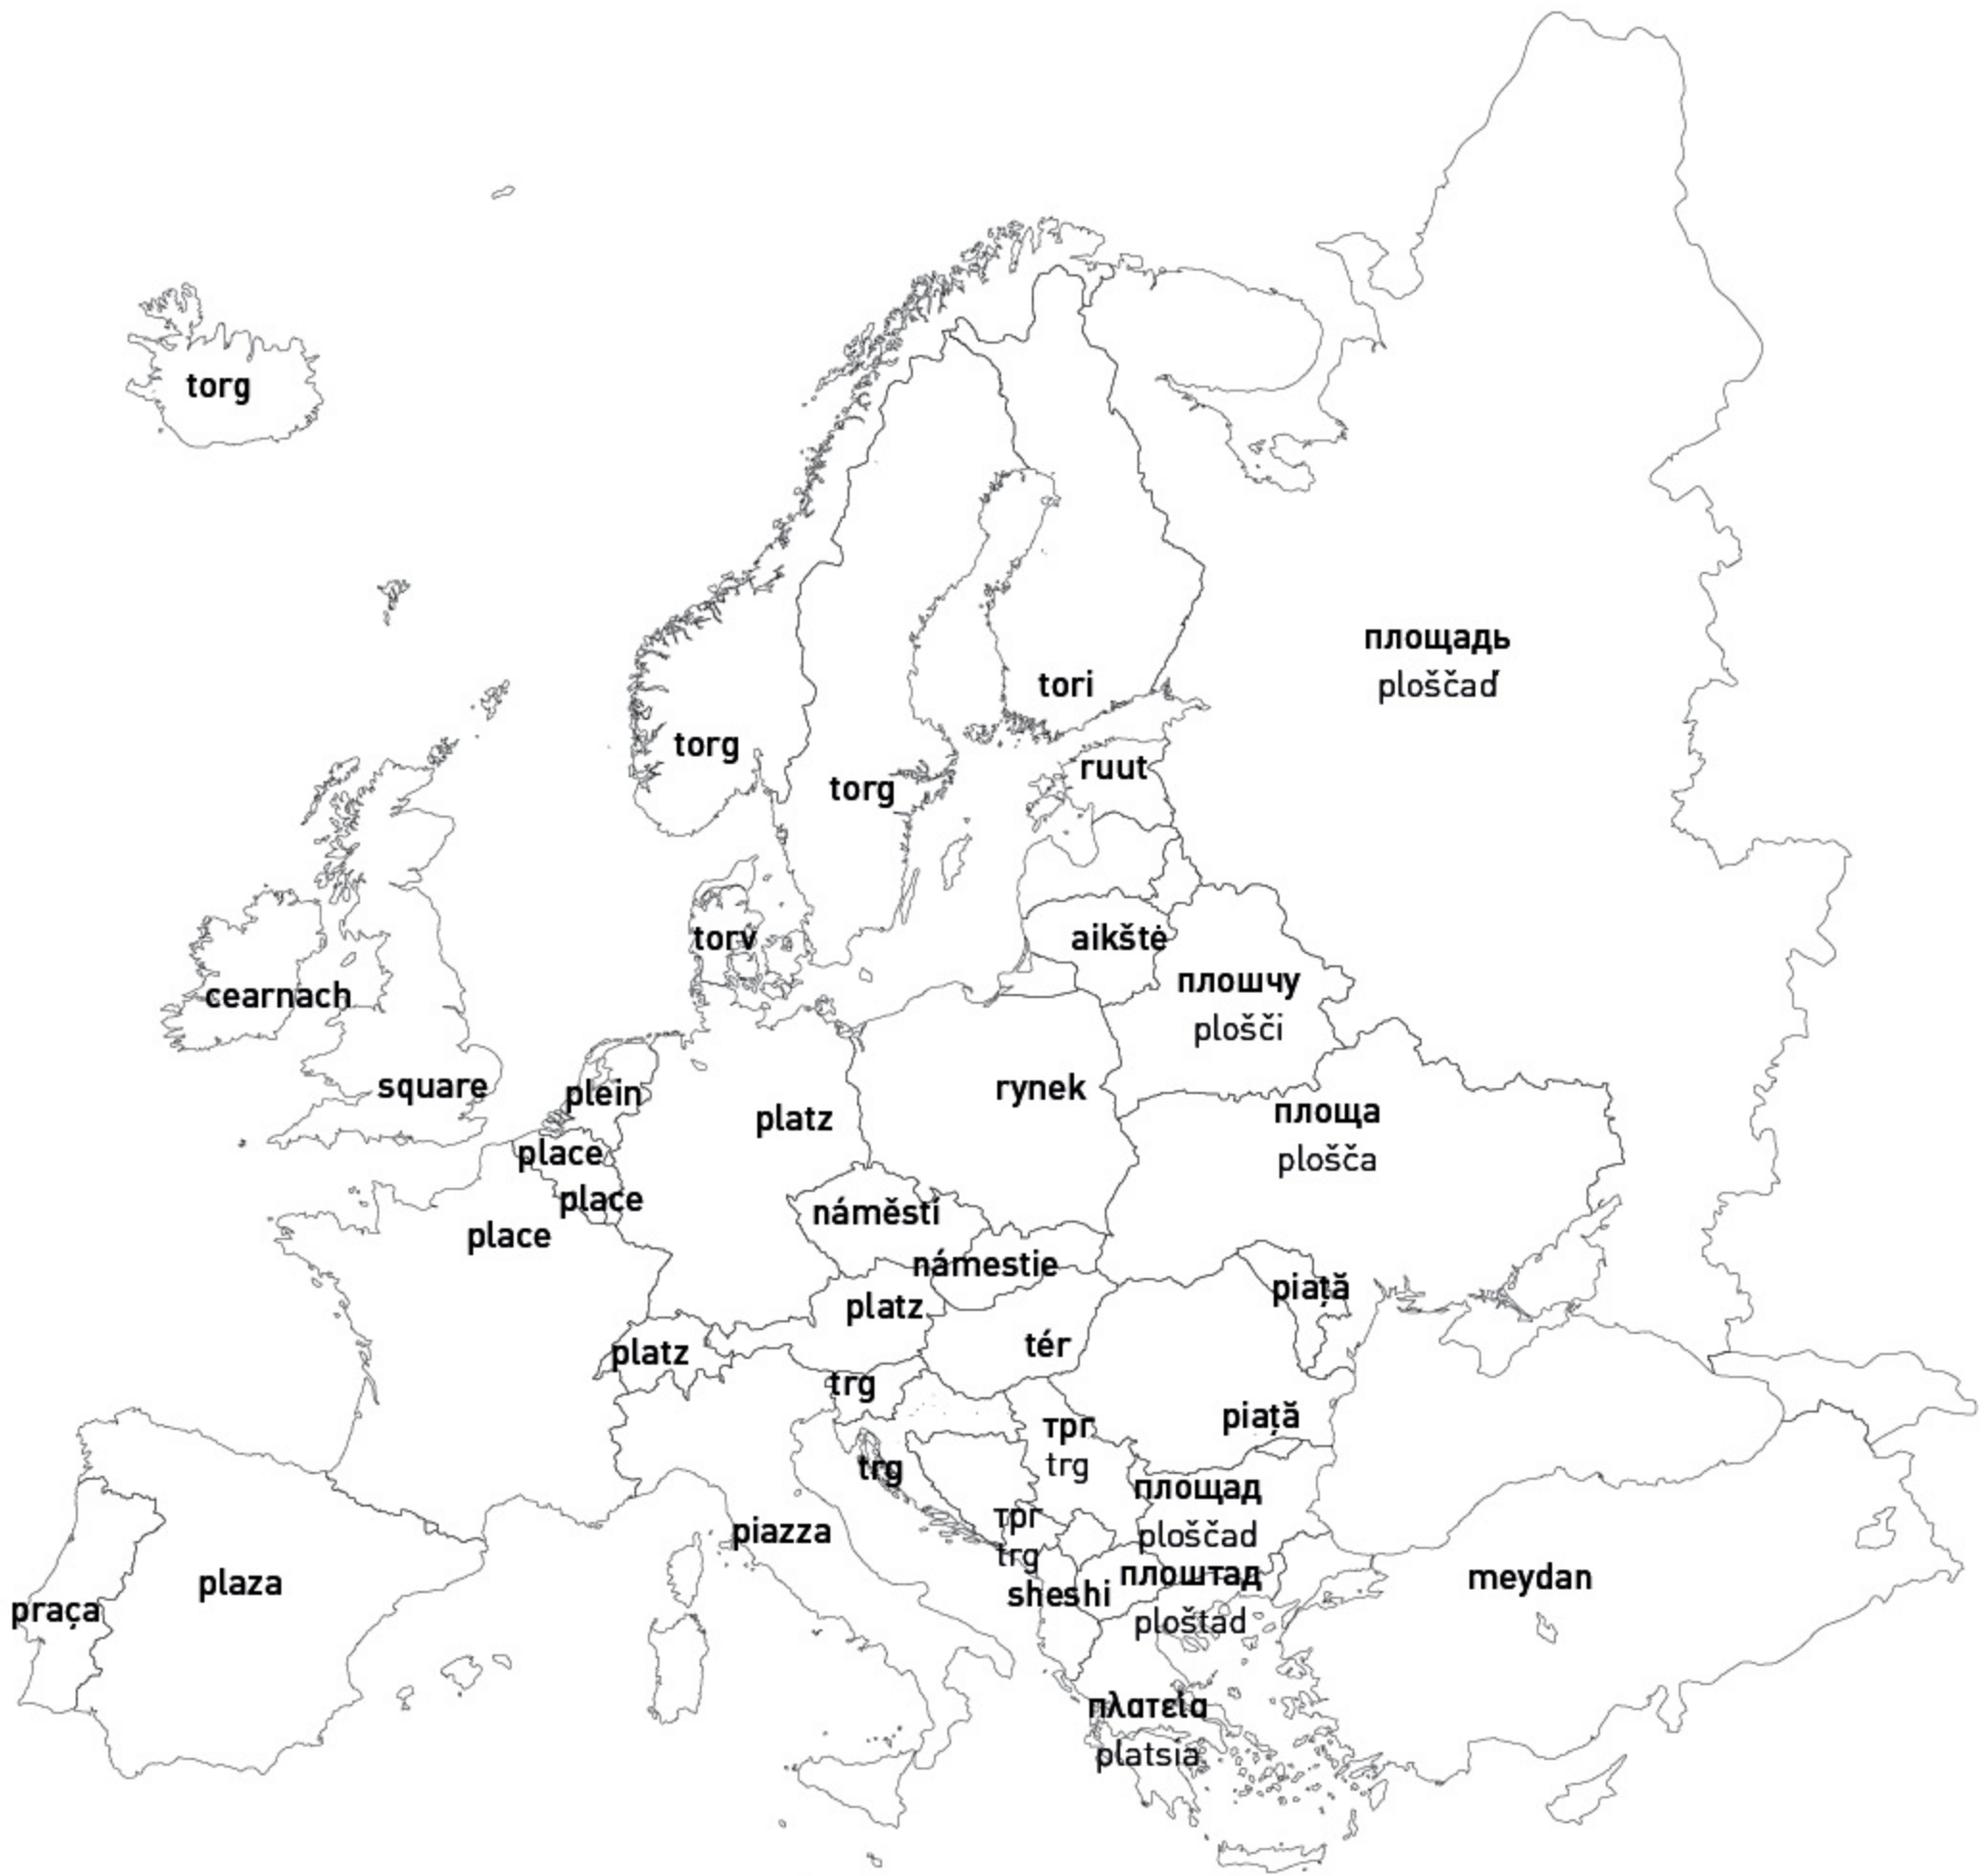 torg
площадь
ploščaď
tori
torg
ruut
torg
torv
aikštė
плошчу
plošči
cearnach
square
plein
rynek
platz
площа
plošča
place
place
place
náměstí
námestie
piață
platz
tér
platz
trg
piață
трг
trg
trg
площад
ploščad
трг
trg
piazza
плоштад
ploštad
sheshi
meydan
plaza
praça
πλατεία
platsia